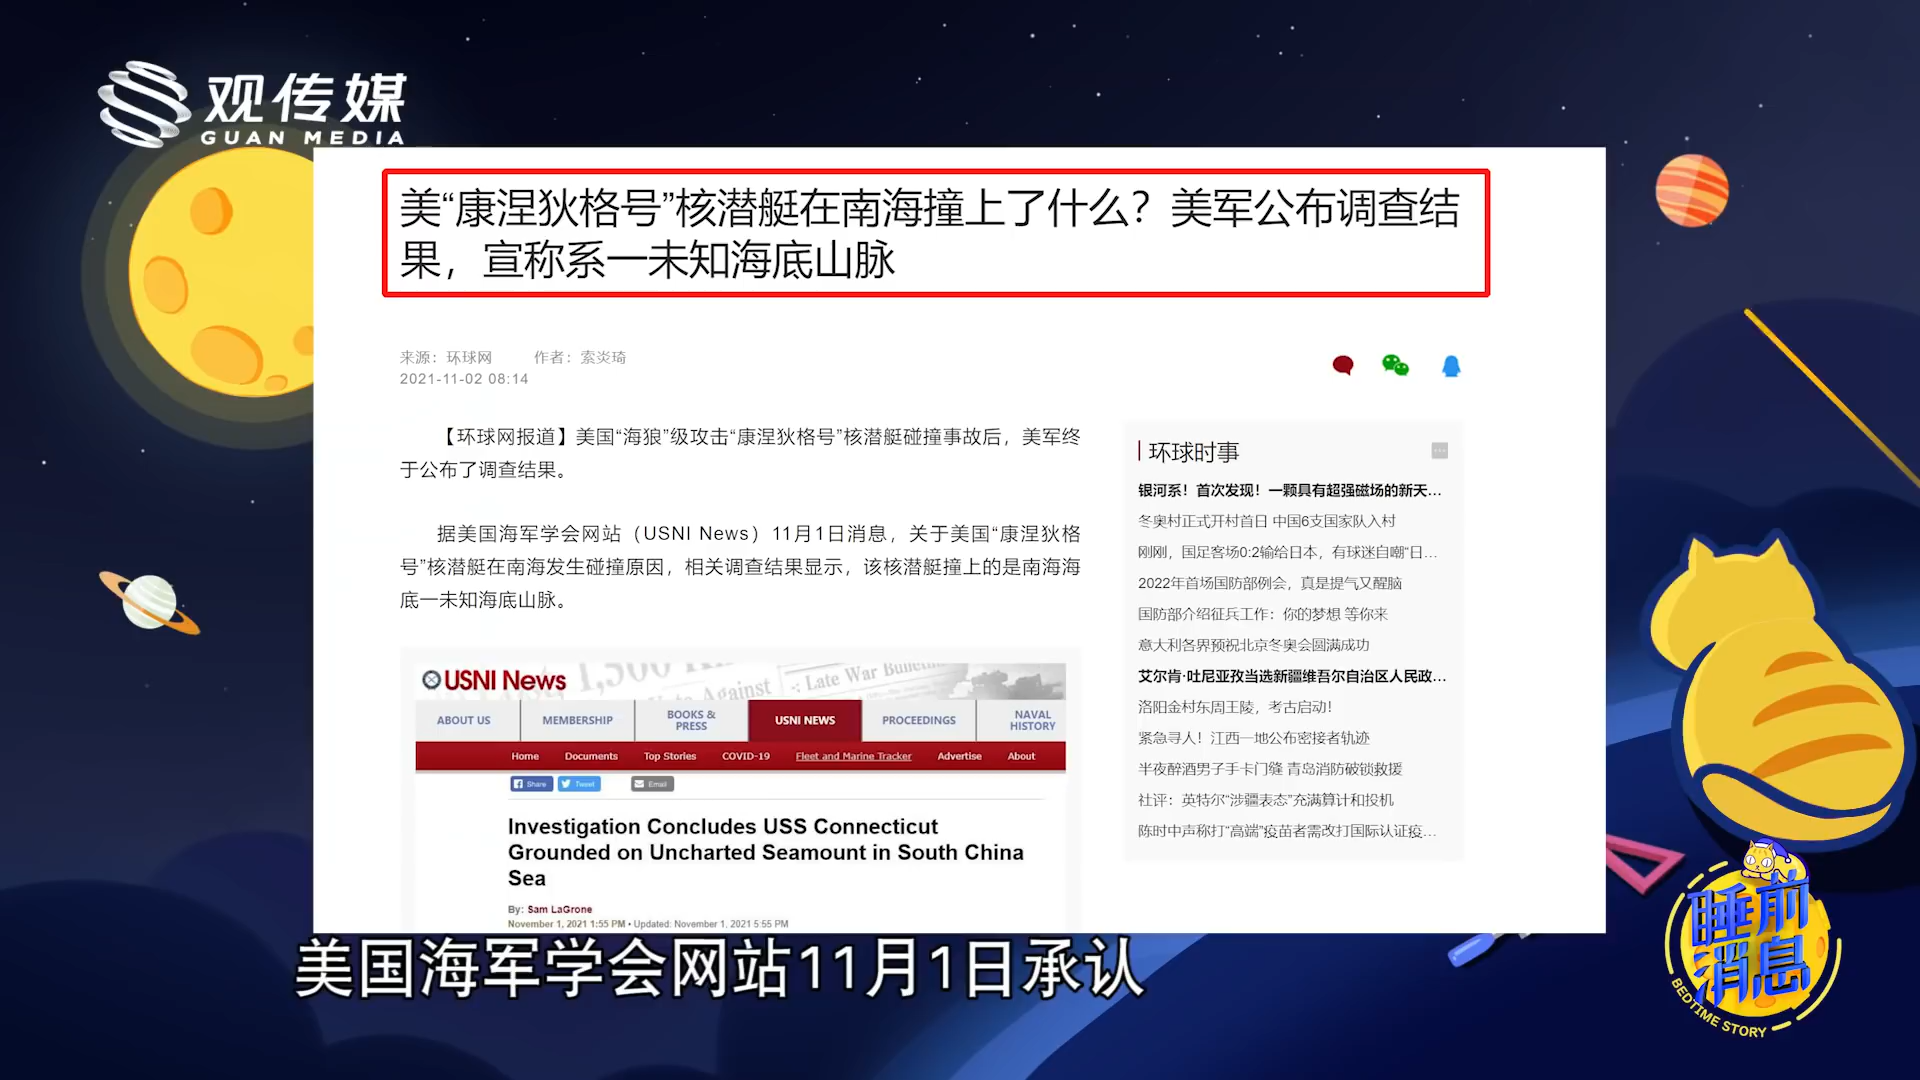 观传媒
GUAN MEDIA
美“康涅狄格号”核潜艇在南海撞上了什么？美军公布调查结
果，宣称系一未知海底山脉
来源：环球网 作者：索炎琦
2021-11-02 08:14
【环球网报道】美国“海狼”级攻击“康涅狄格号”核潜艇碰撞事故后，美军终
于公布了调查结果。
据美国海军学会网站（USNI News）11月1日消息，关于美国“康涅狄格
号”核潜艇在南海发生碰撞原因，相关调查结果显示，该核潜艇撞上的是南海海
底一未知海底山脉。
USNI News
Late War Bulletin
Against
ABOUT US
MEMBERSHIP
BOOKS &
PRESS
USNI NEWS
PROCEEDINGS
NAVAL
HISTORY
Home Documents Top Stories COVID-19 Fleet and Marine Tracker Advertise About
Share Tweet Email
Investigation Concludes USS Connecticut
Grounded on Uncharted Seamount in South China
Sea
By: Sam LaGrone
November 1, 2021 1:55 PM • Updated: November 1, 2021 5:55 PM
环球时事
银河系！首次发现！一颗具有超强磁场的新天...
冬奥村正式开村首日 中国6支国家队入村
刚刚，国足客场0:2输给日本，有球迷自嘲“日...
2022年首场国防部例会，真是提气又醒脑
国防部介绍征兵工作：你的梦想 等你来
意大利各界预祝北京冬奥会圆满成功
艾尔肯·吐尼亚孜当选新疆维吾尔自治区人民政...
洛阳金村东周王陵，考古启动！
紧急寻人！江西一地公布密接者轨迹
半夜醉酒男子手卡门缝 青岛消防破锁救援
社评：英特尔“涉疆表态”充满算计和投机
陈时中声称打“高端”疫苗者需改打国际认证疫...
美国海军学会网站11月1日承认
睡前
消息
BEDTIME STORY